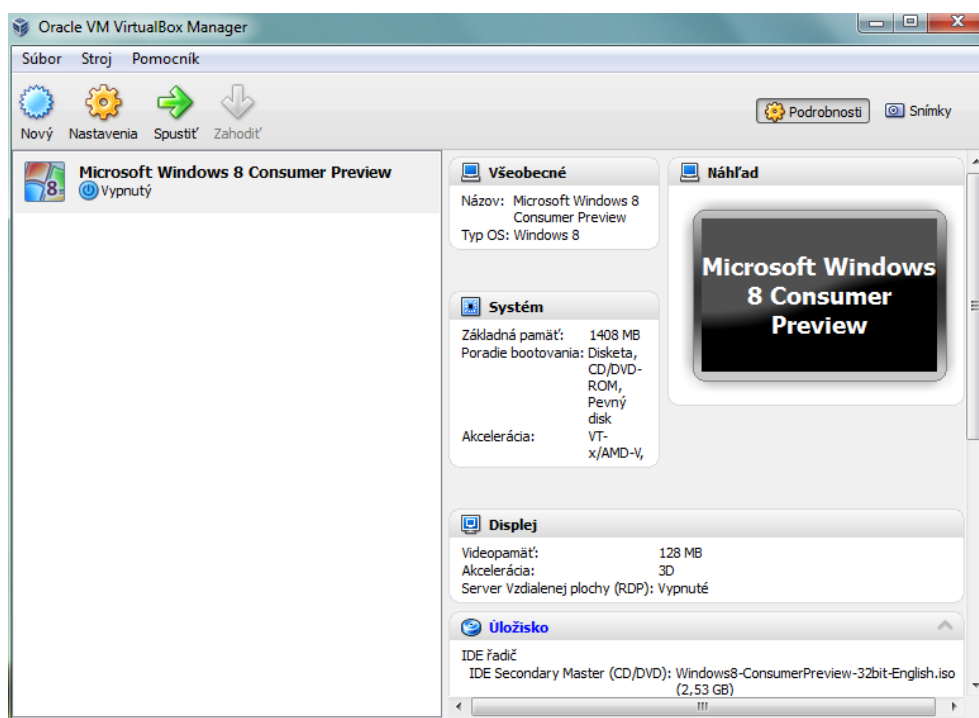 Oracle VM VirtualBox Manager
Súbor Stroj Pomocník
Nový Nastavenia Spustiť Zahodiť
Podrobnosti Snímky
Microsoft Windows 8 Consumer Preview
Vypnutý
8
Všeobecné
Názov: Microsoft Windows 8
Consumer Preview
Typ OS: Windows 8
Náhľad
Microsoft Windows
8 Consumer
Preview
Systém
Základná pamäť: 1408 MB
Poradie bootovania: Disketa,
CD/DVD-
ROM,
Pevný
disk
Akcelerácia: VT-
x/AMD-V,
Displej
Videopamäť: 128 MB
Akcelerácia: 3D
Server Vzdialenej plochy (RDP): Vypnuté
Úložisko
IDE řadič
IDE Secondary Master (CD/DVD): Windows8-ConsumerPreview-32bit-English.iso
(2,53 GB)